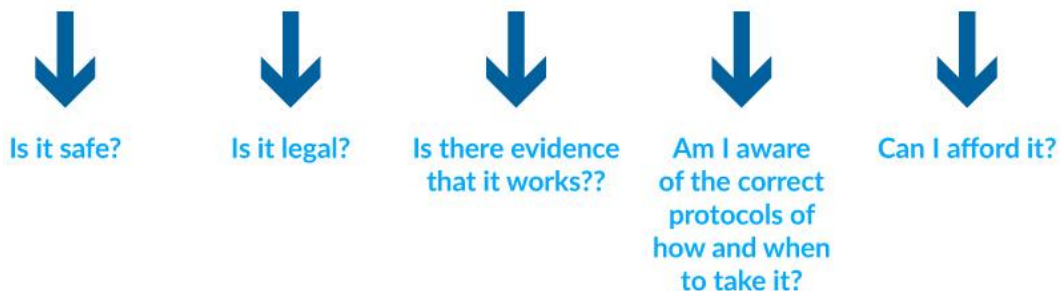 Is it safe?
Is it legal?
Is there evidence
that it works??
Am I aware
of the correct
protocols of
how and when
to take it?
Can I afford it?